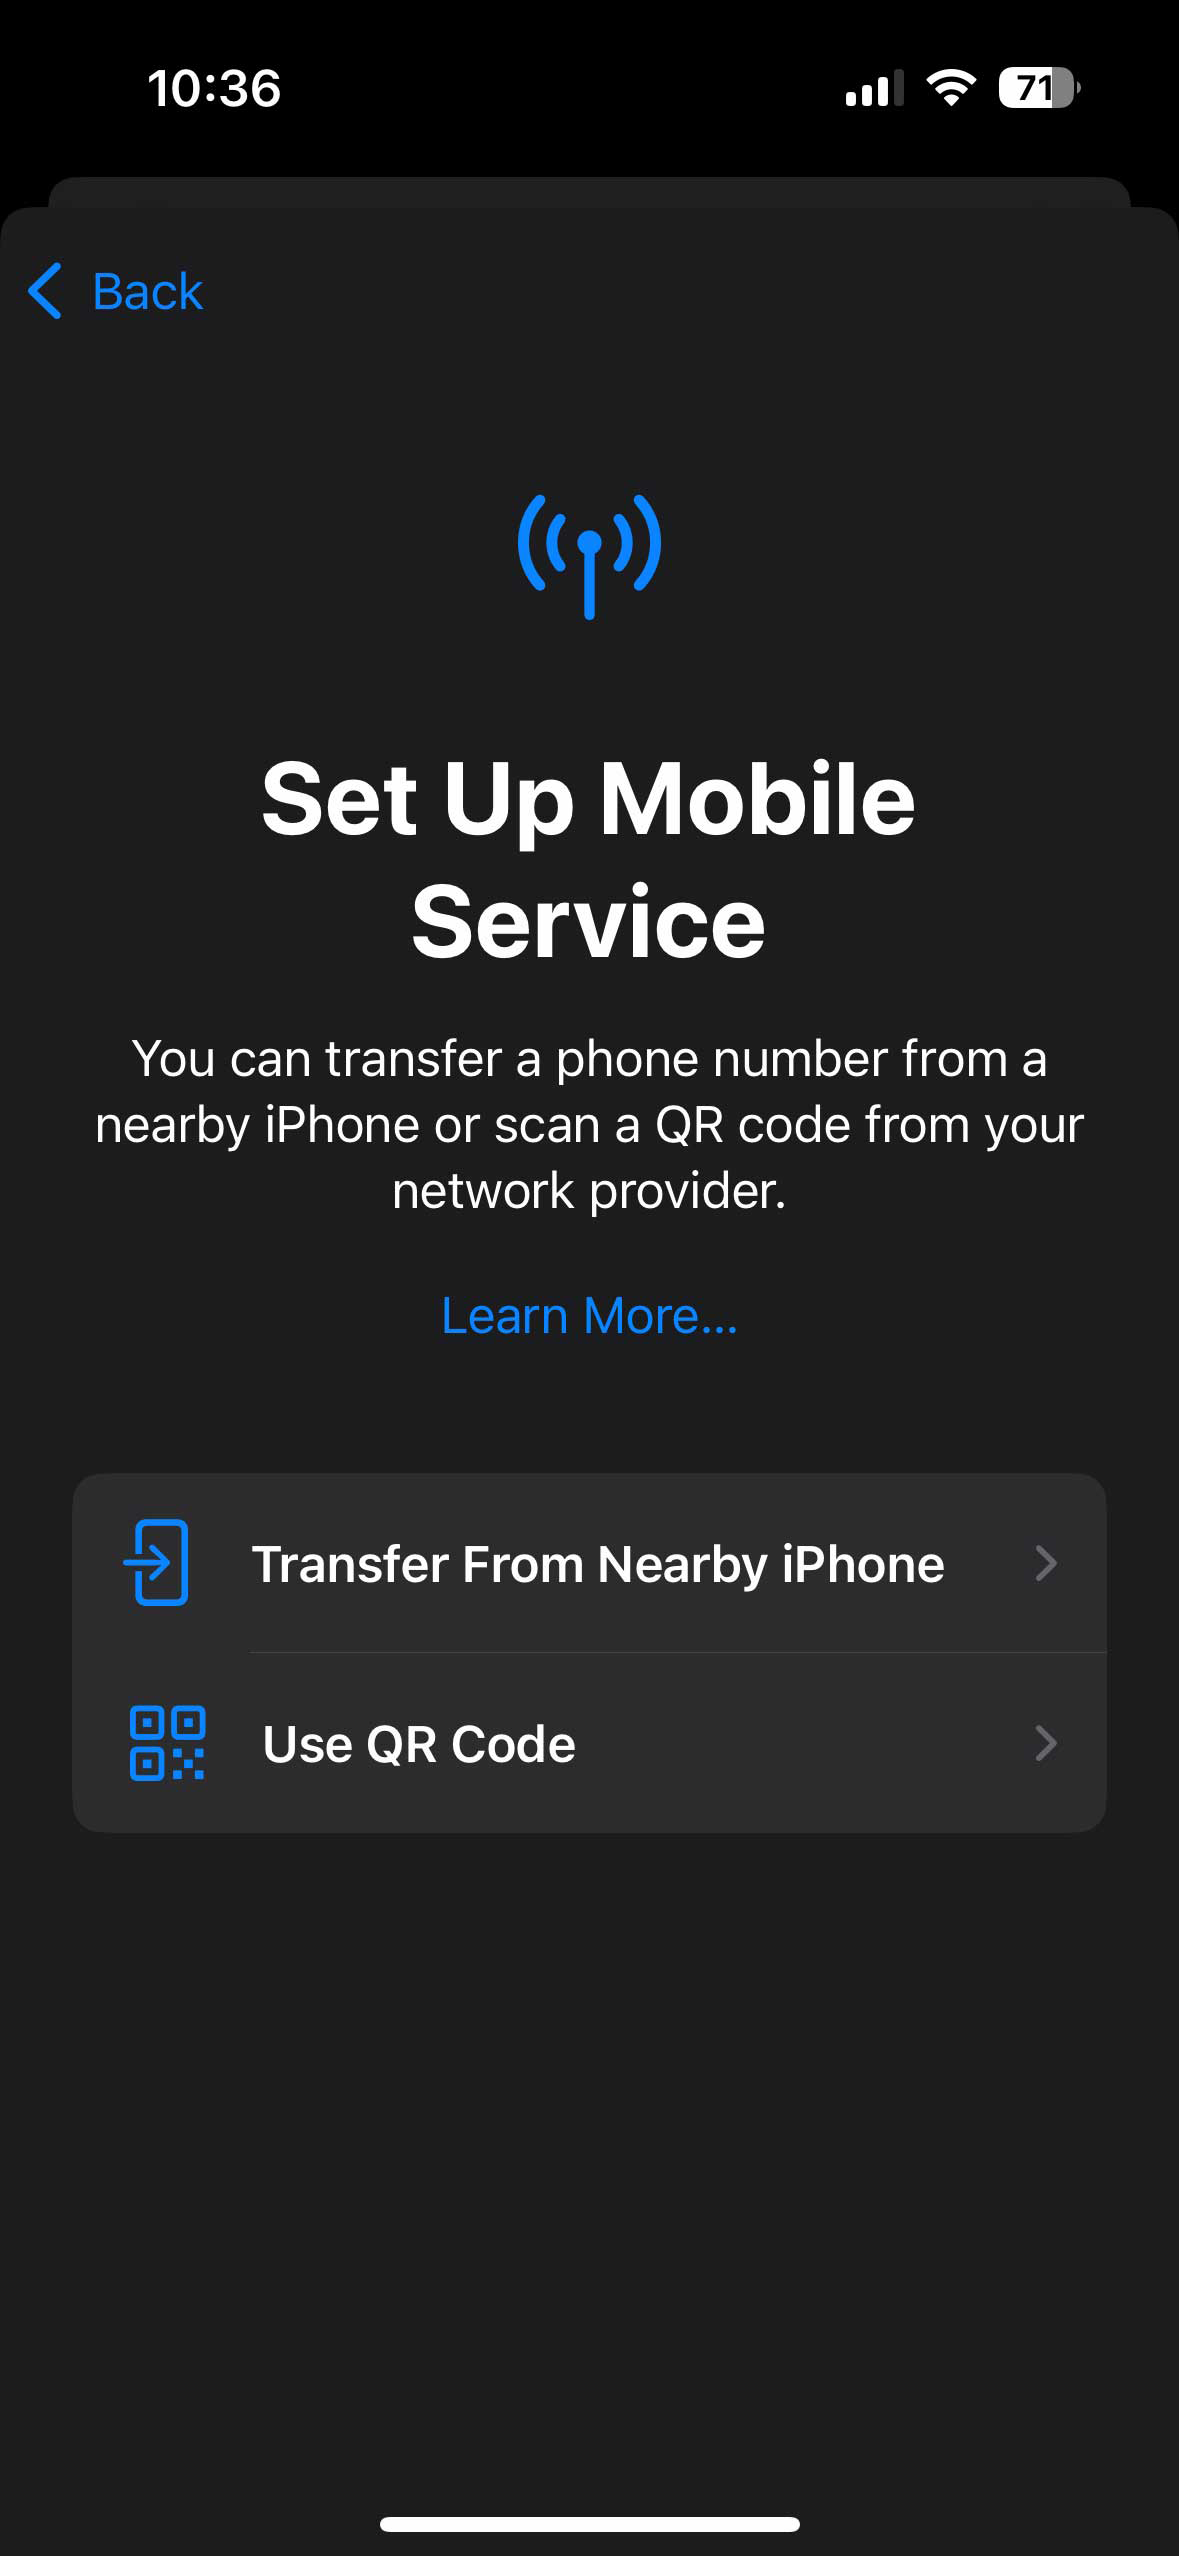 10:36
71
Back
Set Up Mobile
Service
You can transfer a phone number from a
nearby iPhone or scan a QR code from your
network provider.
Learn More...
Transfer From Nearby iPhone
Use QR Code